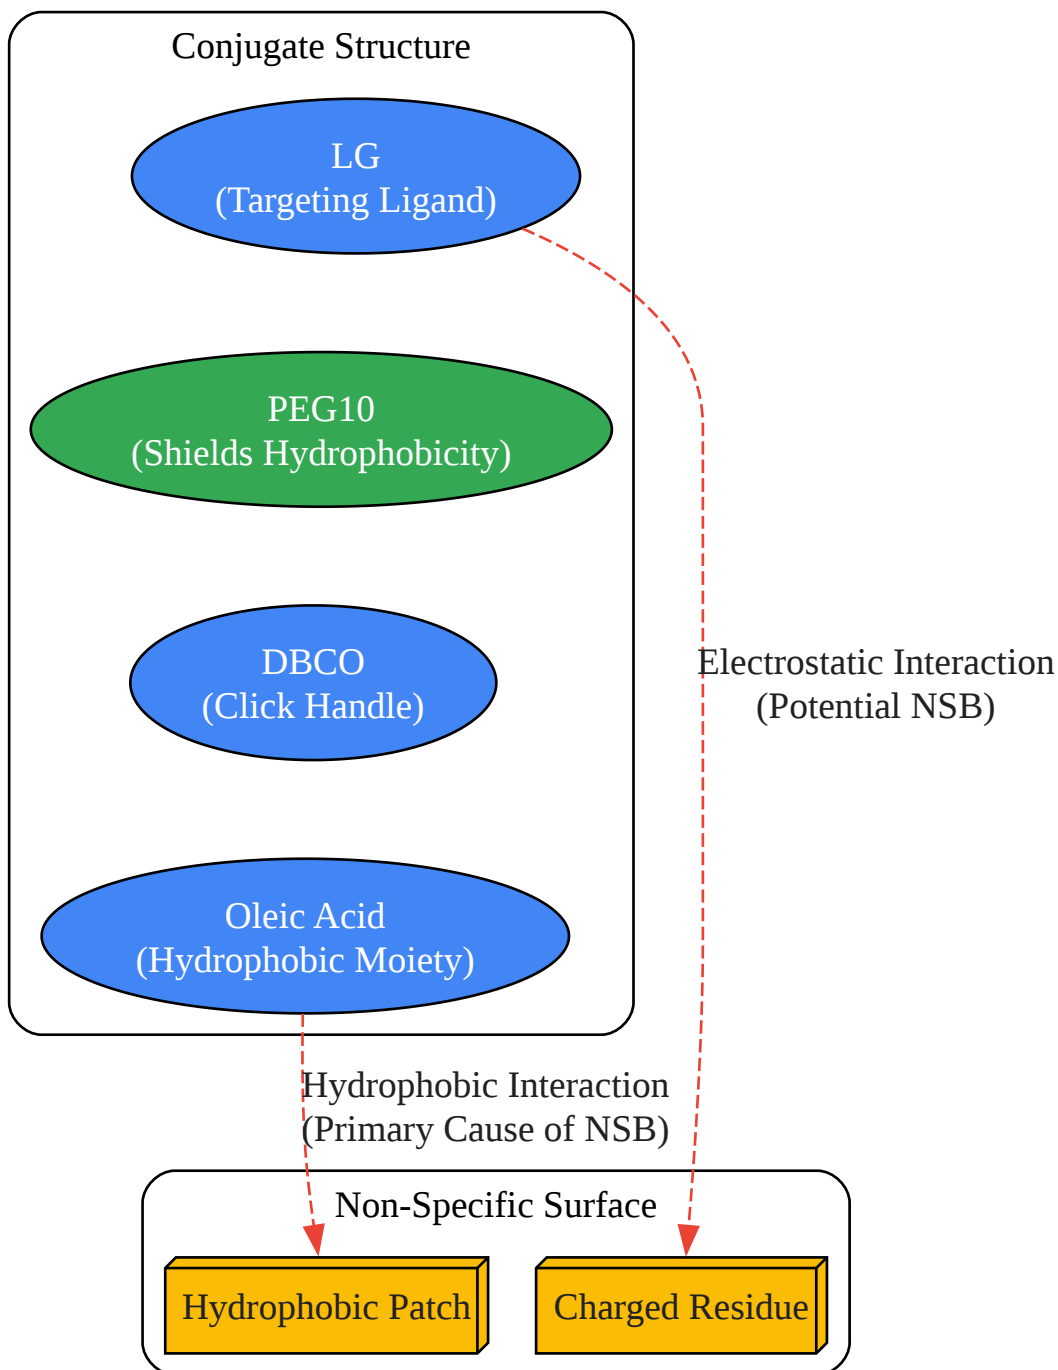 Conjugate Structure
LG
(Targeting Ligand)
PEG10
(Shields Hydrophobicity)
DBCO
(Click Handle)
Electrostatic Interaction
(Potential NSB)
Oleic Acid
(Hydrophobic Moiety)
Hydrophobic Interaction
(Primary Cause of NSB)
Non-Specific Surface
Hydrophobic Patch
Charged Residue